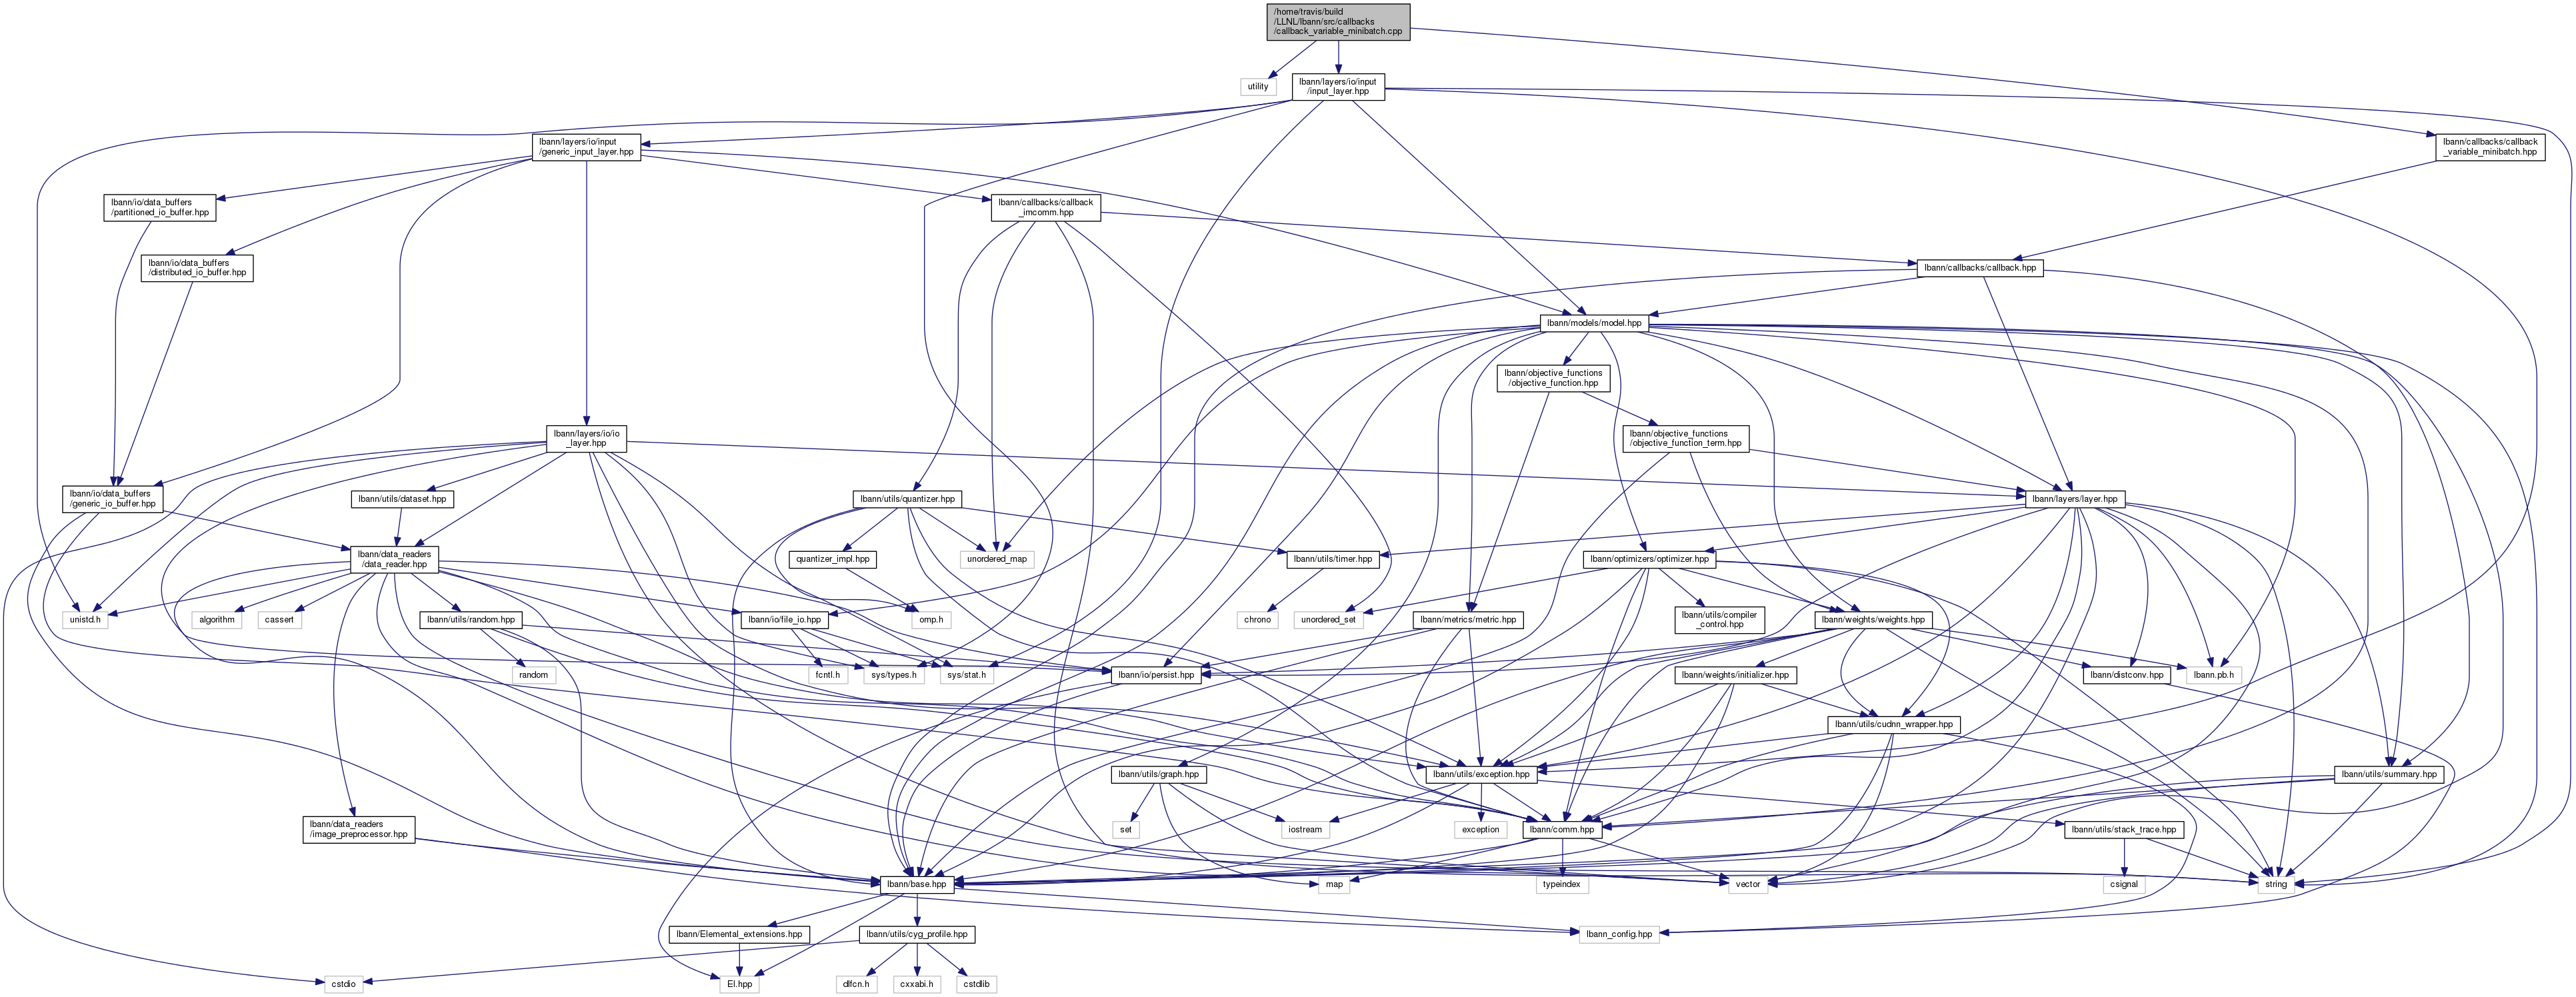 /home/travis/build
/LLNL/lbann/src/callbacks
/callback_variable_minibatch.cpp
utility
lbann/layers/io/input
/input_layer.hpp
lbann/layers/io/input
/generic_input_layer.hpp
lbann/callbacks/callback
_variable_minibatch.hpp
lbann/io/data_buffers
/partitioned_io_buffer.hpp
lbann/callbacks/callback
_imcomm.hpp
lbann/io/data_buffers
/distributed_io_buffer.hpp
lbann/callbacks/callback.hpp
lbann/models/model.hpp
lbann/objective_functions
/objective_function.hpp
lbann/layers/io/io
_layer.hpp
lbann/objective_functions
/objective_function_term.hpp
lbann/io/data_buffers
/generic_io_buffer.hpp
lbann/utils/dataset.hpp
lbann/utils/quantizer.hpp
lbann/layers/layer.hpp
lbann/data_readers
/data_reader.hpp
quantizer_impl.hpp
unordered_map
lbann/utils/timer.hpp
lbann/optimizers/optimizer.hpp
unistd.h
algorithm
cassert
lbann/utils/random.hpp
lbann/io/file_io.hpp
omp.h
chrono
unordered_set
lbann/metrics/metric.hpp
lbann/utils/compiler
_control.hpp
lbann/weights/weights.hpp
random
fcntl.h
sys/types.h
sys/stat.h
lbann/io/persist.hpp
lbann/weights/initializer.hpp
lbann/distconv.hpp
lbann.pb.h
lbann/utils/cudnn_wrapper.hpp
lbann/utils/graph.hpp
lbann/utils/exception.hpp
lbann/utils/summary.hpp
lbann/data_readers
/image_preprocessor.hpp
set
iostream
exception
lbann/comm.hpp
lbann/utils/stack_trace.hpp
lbann/base.hpp
map
typeindex
vector
csignal
string
lbann/Elemental_extensions.hpp
lbann/utils/cyg_profile.hpp
lbann_config.hpp
cstdio
El.hpp
dlfcn.h
cxxabi.h
cstdlib